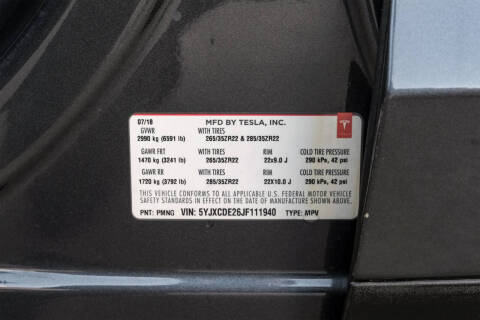 07/18 MFD BY TESLA, INC.
GVWR WITH TIRES
2990 kg (6591 lb) 265/35ZR22 & 285/35ZR22
GAWR FRT WITH TIRES RIM COLD TIRE PRESSURE
1470 kg (3241 lb) 265/35ZR22 22x9.0 J 290 kPa, 42 psi
GAWR RR WITH TIRES RIM COLD TIRE PRESSURE
1720 kg (3792 lb) 285/35ZR22 22X10.0 J 290 kPa, 42 psi
THIS VEHICLE CONFORMS TO ALL APPLICABLE U.S. FEDERAL MOTOR VEHICLE
SAFETY STANDARDS IN EFFECT ON THE DATE OF MANUFACTURE SHOWN ABOVE.
PNT: PMNG VIN: 5YJXCDE26JF111940 TYPE: MPV